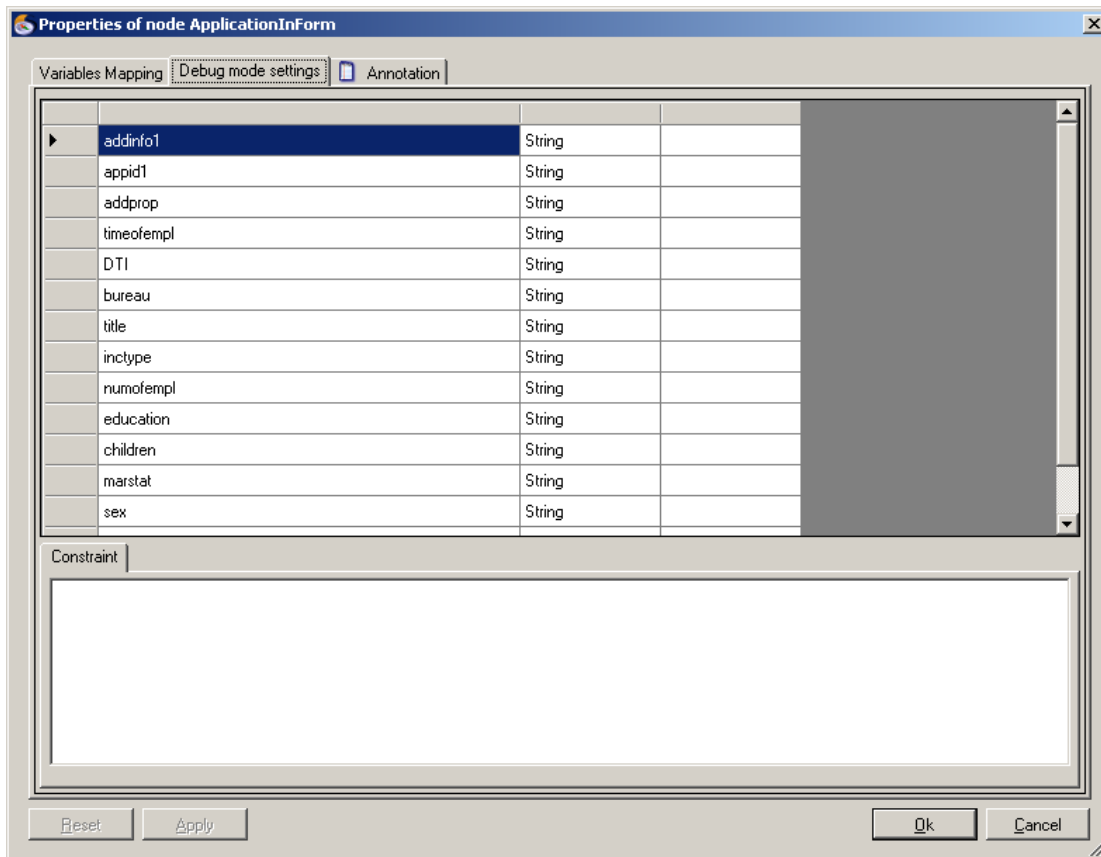 Properties of node ApplicationInForm
Variables Mapping Debug mode settings Annotation
addinfo1 String
appid1 String
addprop String
timeofempl String
DTI String
bureau String
title String
inctype String
numofempl String
education String
children String
marstat String
sex String
Constraint
Reset Apply Ok Cancel